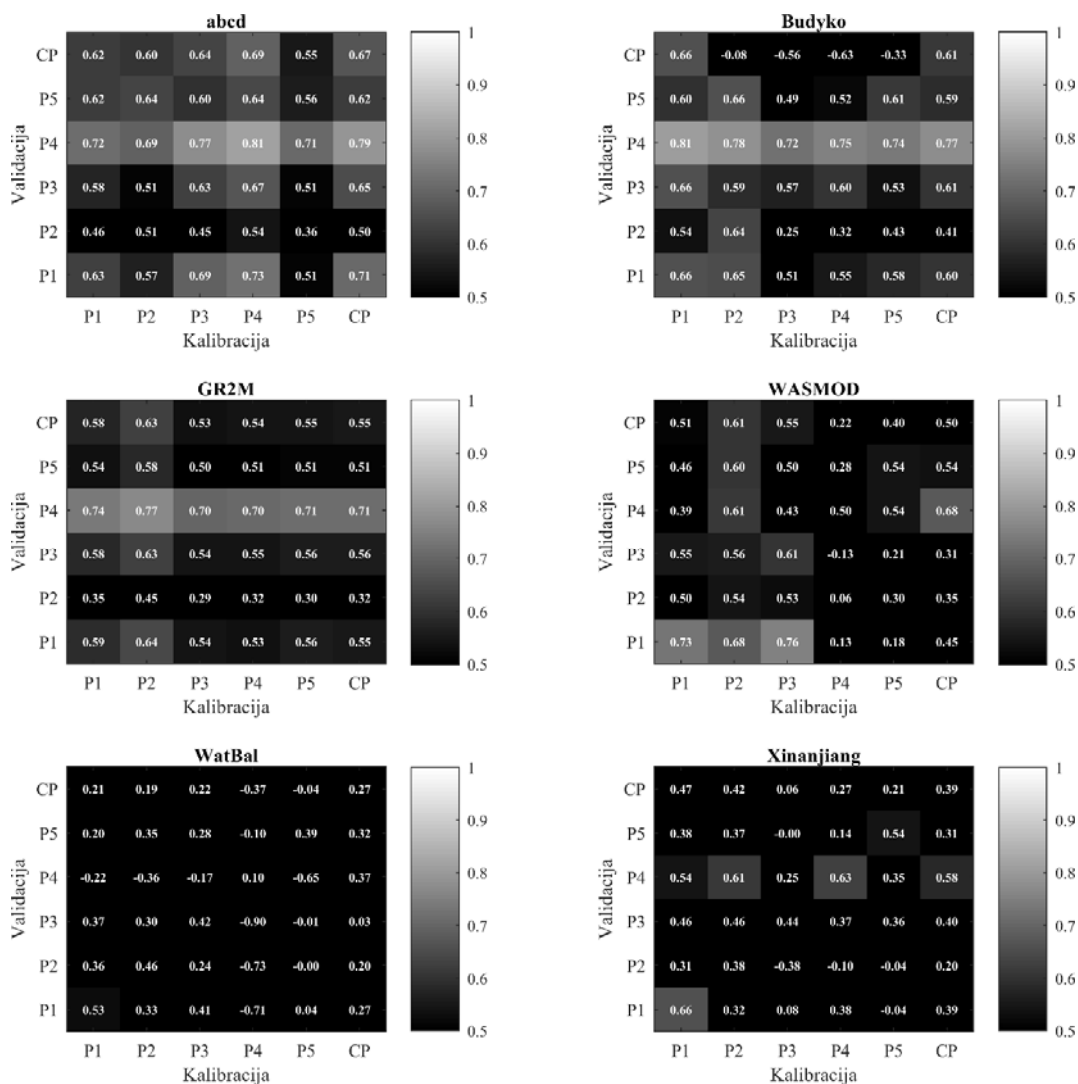 abcd
CP 0.62 0.60 0.64 0.69 0.55 0.67
P5 0.62 0.64 0.60 0.64 0.56 0.62
P4 0.72 0.69 0.77 0.81 0.71 0.79
P3 0.58 0.51 0.63 0.67 0.51 0.65
P2 0.46 0.51 0.45 0.54 0.36 0.50
P1 0.63 0.57 0.69 0.73 0.51 0.71
P1 P2 P3 P4 P5 CP
Kalibracija
Validacija
1
0.9
0.8
0.7
0.6
0.5
Budyko
CP 0.66 -0.08 -0.56 -0.63 -0.33 0.61
P5 0.60 0.66 0.49 0.52 0.61 0.59
P4 0.81 0.78 0.72 0.75 0.74 0.77
P3 0.66 0.59 0.57 0.60 0.53 0.61
P2 0.54 0.64 0.25 0.32 0.43 0.41
P1 0.66 0.65 0.51 0.55 0.58 0.60
P1 P2 P3 P4 P5 CP
Kalibracija
Validacija
1
0.9
0.8
0.7
0.6
0.5
GR2M
CP 0.58 0.63 0.53 0.54 0.55 0.55
P5 0.54 0.58 0.50 0.51 0.51 0.51
P4 0.74 0.77 0.70 0.70 0.71 0.71
P3 0.58 0.63 0.54 0.55 0.56 0.56
P2 0.35 0.45 0.29 0.32 0.30 0.32
P1 0.59 0.64 0.54 0.53 0.56 0.55
P1 P2 P3 P4 P5 CP
Kalibracija
Validacija
1
0.9
0.8
0.7
0.6
0.5
WASMOD
CP 0.51 0.61 0.55 0.22 0.40 0.50
P5 0.46 0.60 0.50 0.28 0.54 0.54
P4 0.39 0.61 0.43 0.50 0.54 0.68
P3 0.55 0.56 0.61 -0.13 0.21 0.31
P2 0.50 0.54 0.53 0.06 0.30 0.35
P1 0.73 0.68 0.76 0.13 0.18 0.45
P1 P2 P3 P4 P5 CP
Kalibracija
Validacija
1
0.9
0.8
0.7
0.6
0.5
WatBal
CP 0.21 0.19 0.22 -0.37 -0.04 0.27
P5 0.20 0.35 0.28 -0.10 0.39 0.32
P4 -0.22 -0.36 -0.17 0.10 -0.65 0.37
P3 0.37 0.30 0.42 -0.90 -0.01 0.03
P2 0.36 0.46 0.24 -0.73 -0.00 0.20
P1 0.53 0.33 0.41 -0.71 0.04 0.27
P1 P2 P3 P4 P5 CP
Kalibracija
Validacija
1
0.9
0.8
0.7
0.6
0.5
Xinanjiang
CP 0.47 0.42 0.06 0.27 0.21 0.39
P5 0.38 0.37 -0.00 0.14 0.54 0.31
P4 0.54 0.61 0.25 0.63 0.35 0.58
P3 0.46 0.46 0.44 0.37 0.36 0.40
P2 0.31 0.38 -0.38 -0.10 -0.04 0.20
P1 0.66 0.32 0.08 0.38 -0.04 0.39
P1 P2 P3 P4 P5 CP
Kalibracija
Validacija
1
0.9
0.8
0.7
0.6
0.5